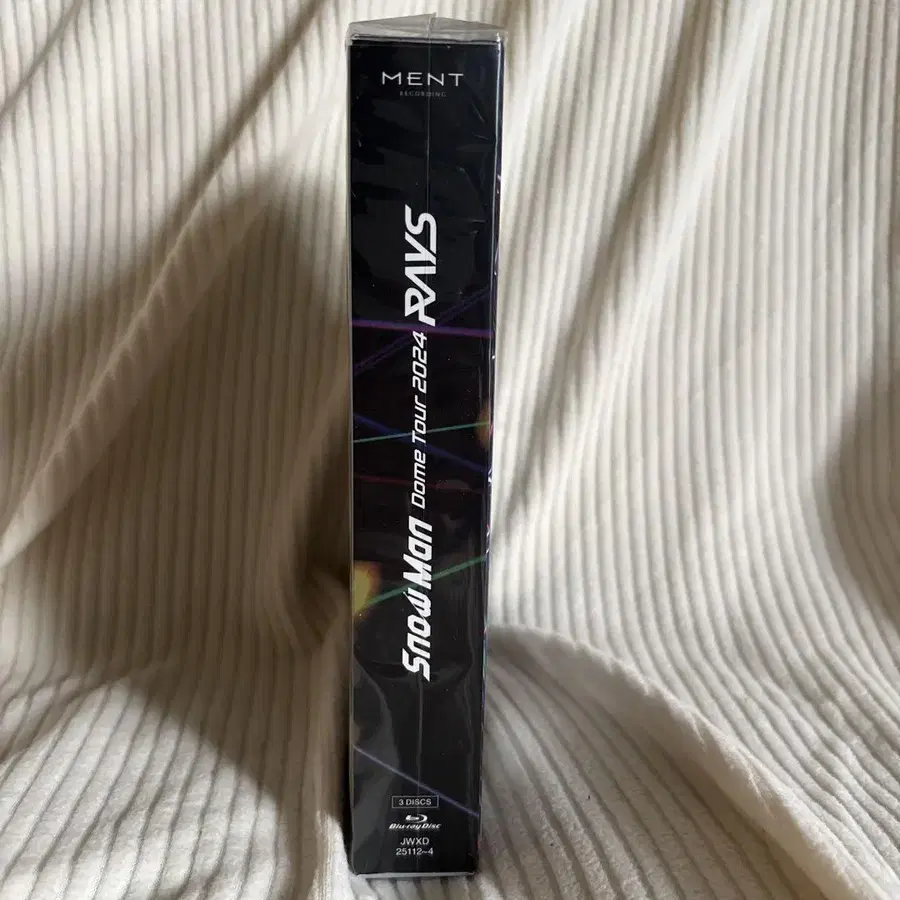 MENT
RECORDING
Snow Man Dome Tour 2024 RAYS
3 DISCS
Blu-ray Disc
JWXD
25112~4